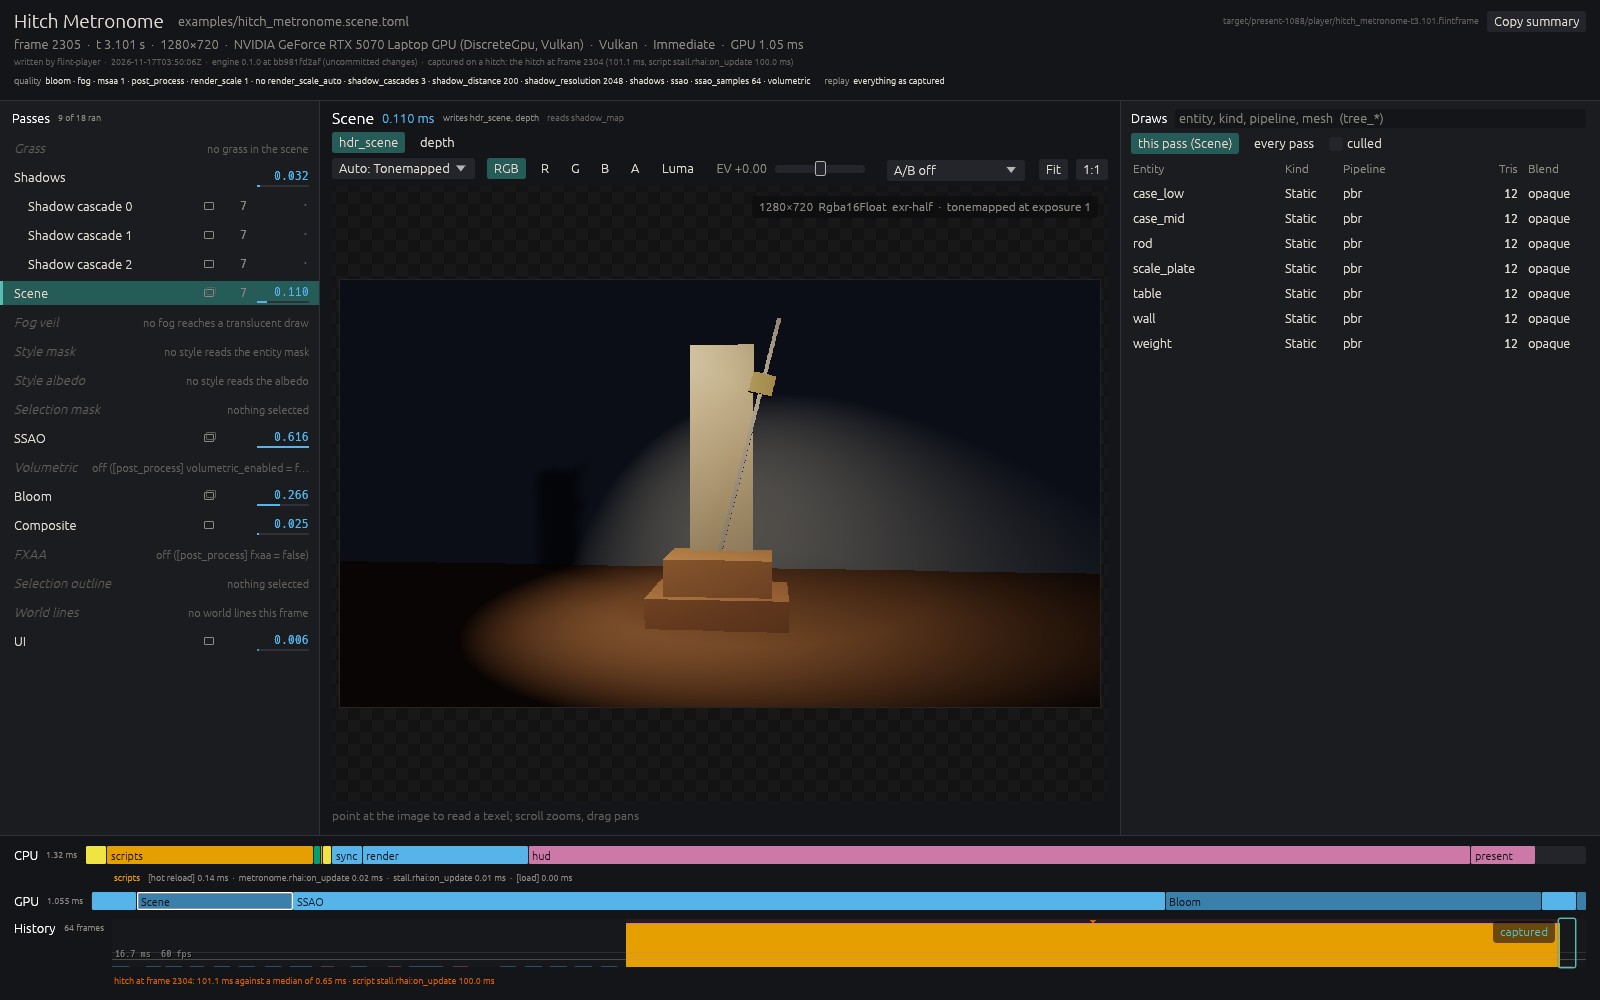 Hitch Metronome examples/hitch_metronome.scene.toml target/present-1088/player/hitch_metronome-t3.101.flintframe Copy summary
frame 2305 · t 3.101 s · 1280×720 · NVIDIA GeForce RTX 5070 Laptop GPU (DiscreteGpu, Vulkan) · Vulkan · Immediate · GPU 1.05 ms
written by flint-player · 2026-11-17T03:50:06Z · engine 0.1.0 at bb981fd2af (uncommitted changes) · captured on a hitch: the hitch at frame 2304 (101.1 ms, script stall.rhai:on_update 100.0 ms)
quality bloom · fog · msaa 1 · post_process · render_scale 1 · no render_scale_auto · shadow_cascades 3 · shadow_distance 200 · shadow_resolution 2048 · shadows · ssao · ssao_samples 64 · volumetric replay everything as captured
Passes 9 of 18 ran
Grass no grass in the scene
Shadows 0.032
Shadow cascade 0 7 ·
Shadow cascade 1 7 ·
Shadow cascade 2 7 ·
Scene 7 0.110
Fog veil no fog reaches a translucent draw
Style mask no style reads the entity mask
Style albedo no style reads the albedo
Selection mask nothing selected
SSAO 0.616
Volumetric off ([post_process] volumetric_enabled = f…
Bloom 0.266
Composite 0.025
FXAA off ([post_process] fxaa = false)
Selection outline nothing selected
World lines no world lines this frame
UI 0.006
Scene 0.110 ms writes hdr_scene, depth reads shadow_map
hdr_scene depth
Auto: Tonemapped RGB R G B A Luma EV +0.00 A/B off Fit 1:1
1280×720 Rgba16Float exr-half · tonemapped at exposure 1
point at the image to read a texel; scroll zooms, drag pans
Draws entity, kind, pipeline, mesh (tree_*)
this pass (Scene) every pass culled
Entity Kind Pipeline Tris Blend
case_low Static pbr 12 opaque
case_mid Static pbr 12 opaque
rod Static pbr 12 opaque
scale_plate Static pbr 12 opaque
table Static pbr 12 opaque
wall Static pbr 12 opaque
weight Static pbr 12 opaque
CPU 1.32 ms scripts sync render hud present
scripts [hot reload] 0.14 ms · metronome.rhai:on_update 0.02 ms · stall.rhai:on_update 0.01 ms · [load] 0.00 ms
GPU 1.055 ms Scene SSAO Bloom
History 64 frames captured
16.7 ms 60 fps
hitch at frame 2304: 101.1 ms against a median of 0.65 ms · script stall.rhai:on_update 100.0 ms